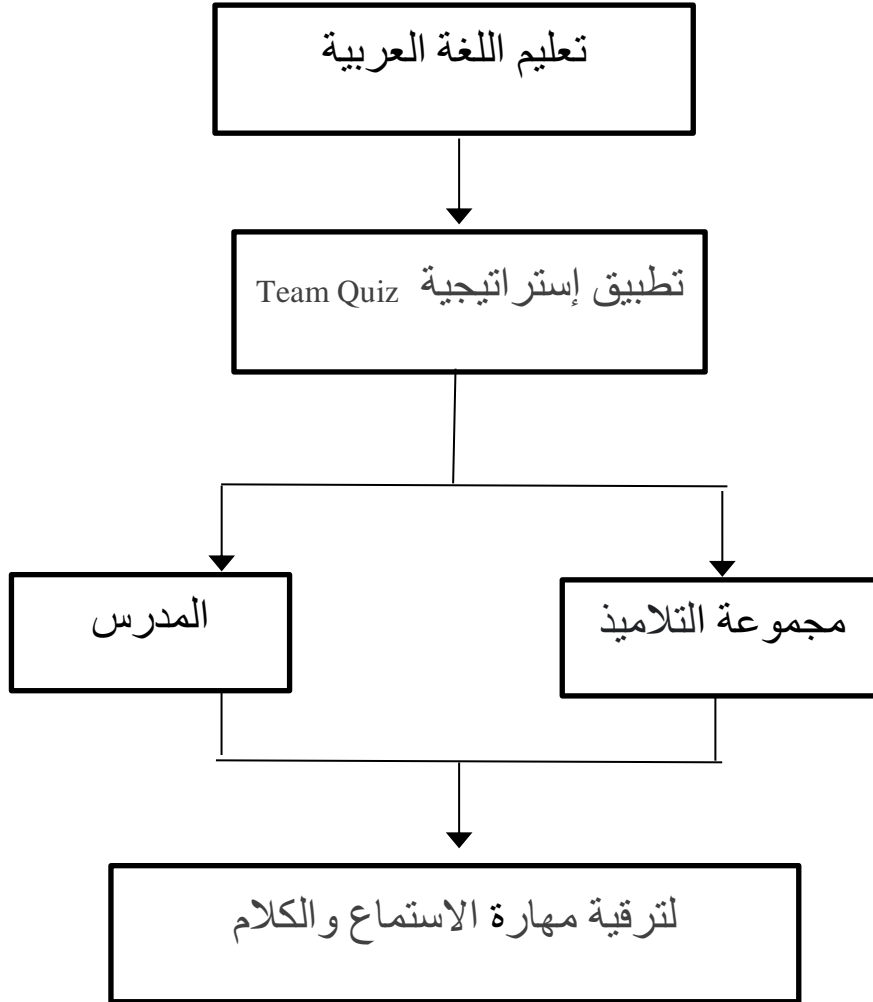 تعليم اللغة العربية
تطبيق إستراتيجية Team Quiz
مجموعة التلاميذ
المدرس
لترقية مهارة الاستماع والكلام